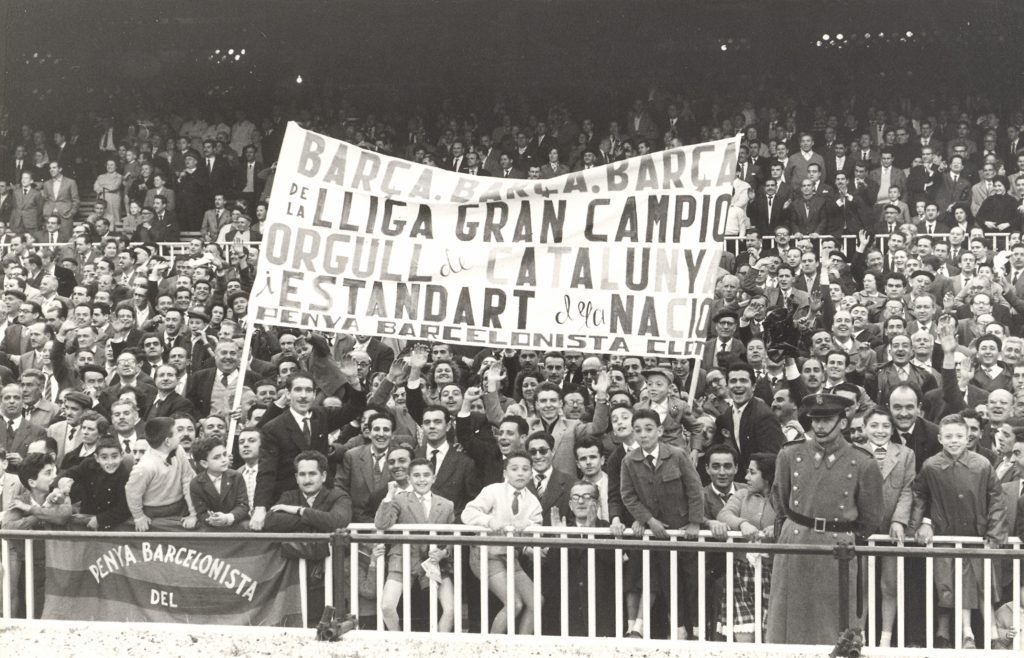 BARÇA. BARÇA. BARÇA
DE LA LLIGA GRAN CAMPIO
ORGULL de CATALUNYA
i ESTANDART de la NACIO
PENYA BARCELONISTA CLOT
PENYA BARCELONISTA
DEL